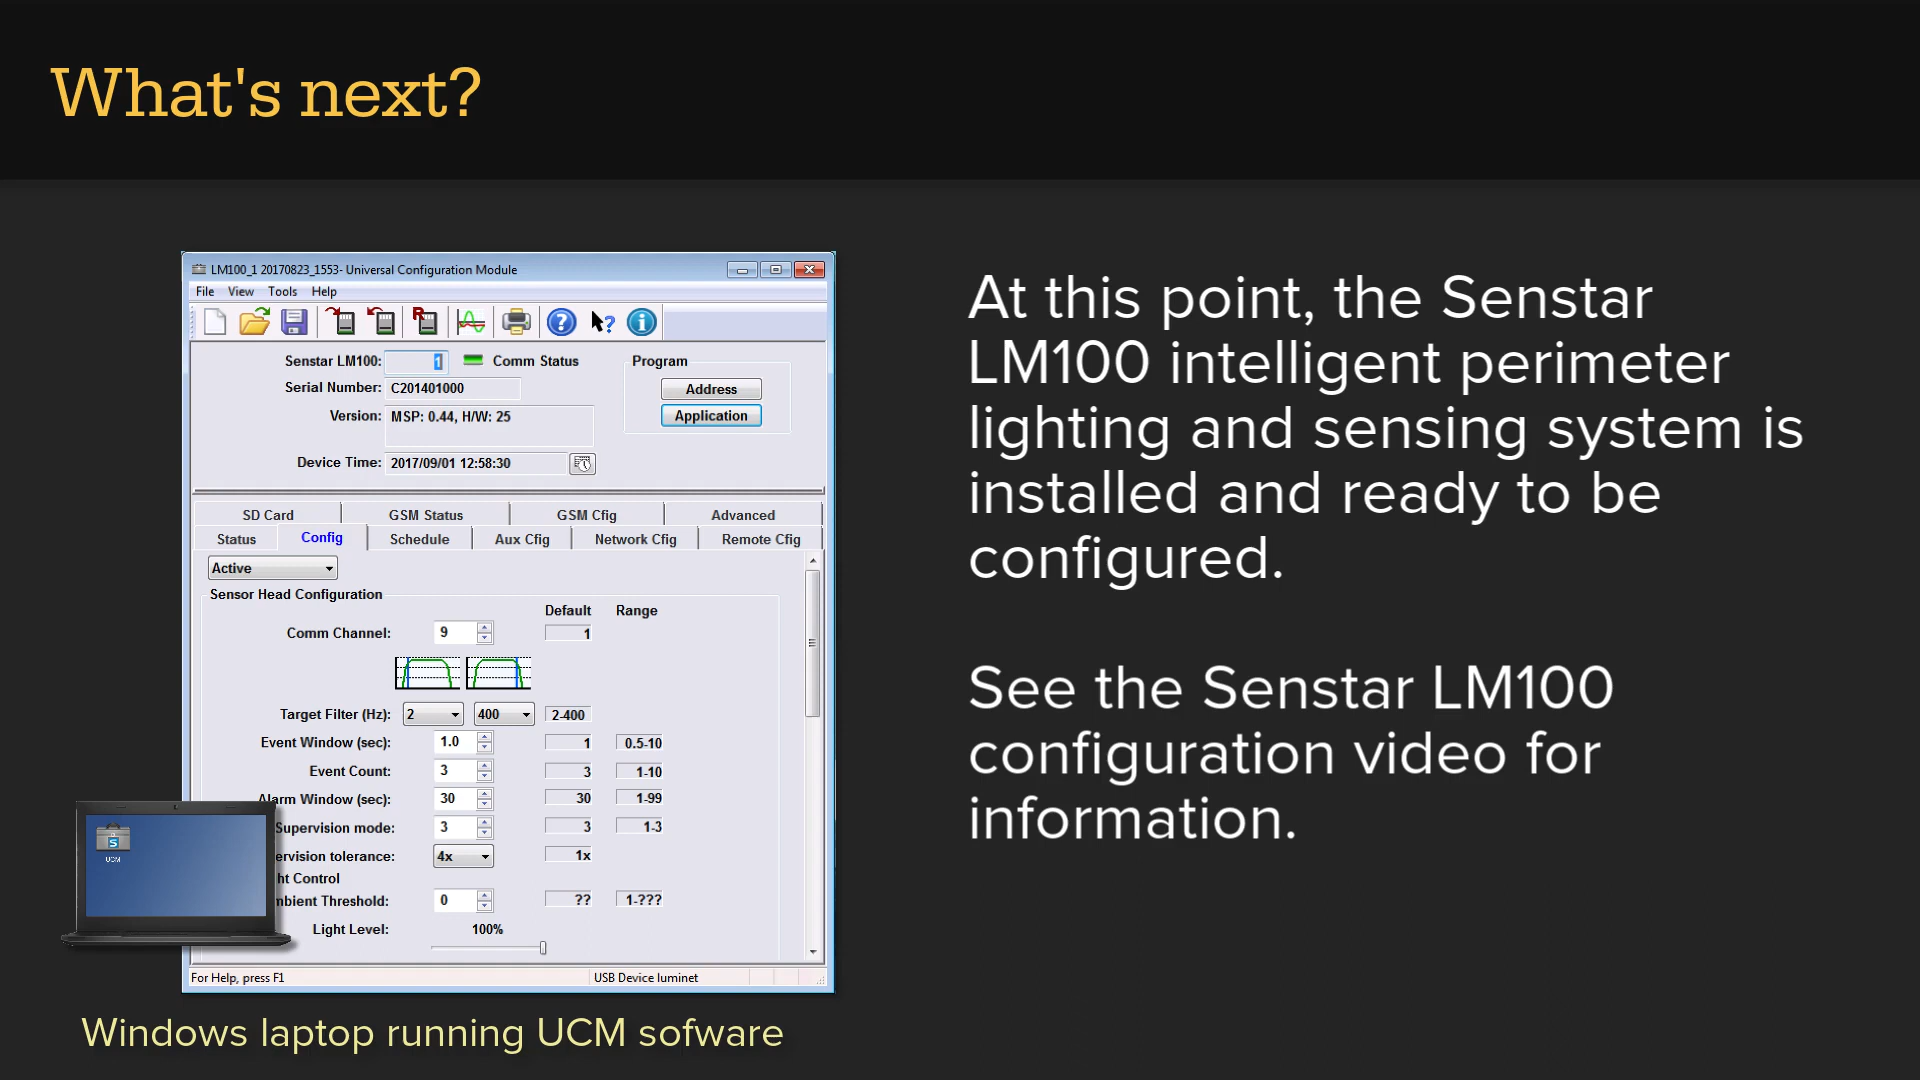 What's next?
LM100_1 20170823_1553- Universal Configuration Module
File View Tools Help
Senstar LM100: 1 Comm Status Program
Serial Number: C201401000 Address
Version: MSP: 0.44, H/W: 25 Application
Device Time: 2017/09/01 12:58:30
SD Card GSM Status GSM Cfig Advanced
Status Config Schedule Aux Cfig Network Cfig Remote Cfig
Active
Sensor Head Configuration
Default Range
Comm Channel: 9 1
Target Filter (Hz): 2 400 2-400
Event Window (sec): 1.0 1 0.5-10
Event Count: 3 3 1-10
Alarm Window (sec): 30 30 1-99
Supervision mode: 3 3 1-3
ervision tolerance: 4x 1x
ht Control
mbient Threshold: 0 ?? 1-???
Light Level: 100%
For Help, press F1 USB Device luminet
UCM
Windows laptop running UCM sofware
At this point, the Senstar
LM100 intelligent perimeter
lighting and sensing system is
installed and ready to be
configured.
See the Senstar LM100
configuration video for
information.